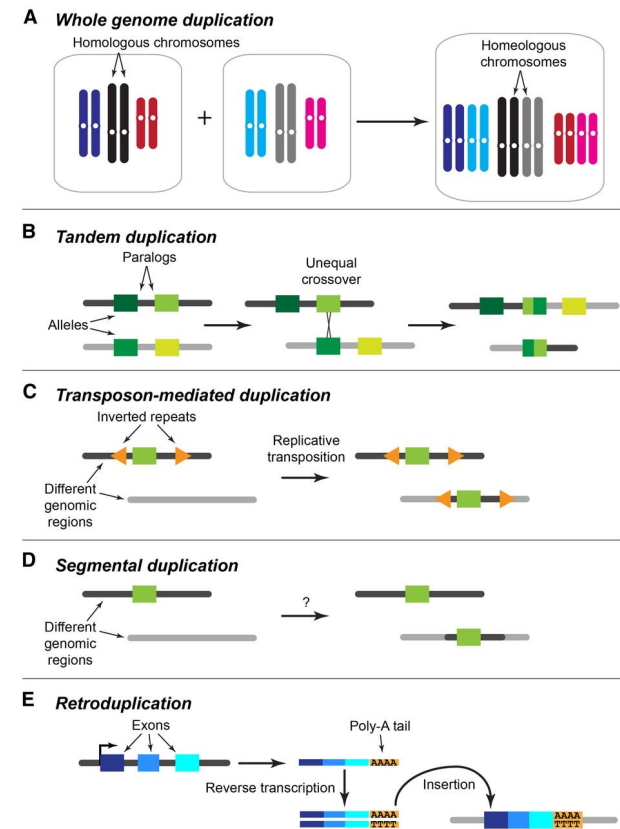 A Whole genome duplication
Homologous chromosomes
Homeologous
chromosomes
+
B Tandem duplication
Paralogs
Unequal
crossover
Alleles
C Transposon-mediated duplication
Inverted repeats
Replicative
transposition
Different
genomic
regions
D Segmental duplication
?
Different
genomic
regions
E Retroduplication
Exons
Poly-A tail
AAAA
Reverse transcription
Insertion
AAAA
TTTT
AAAA
TTTT